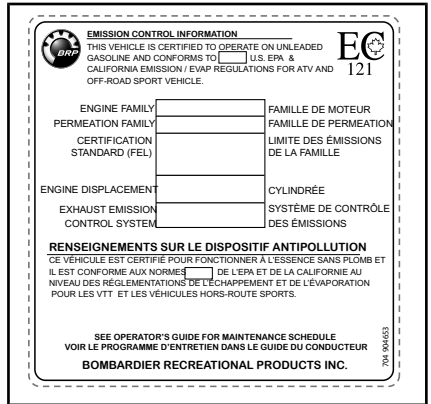 BRP
EMISSION CONTROL INFORMATION
THIS VEHICLE IS CERTIFIED TO OPERATE ON UNLEADED
GASOLINE AND CONFORMS TO U.S. EPA &
CALIFORNIA EMISSION / EVAP REGULATIONS FOR ATV AND
OFF-ROAD SPORT VEHICLE.
EC
121
ENGINE FAMILY FAMILLE DE MOTEUR
PERMEATION FAMILY FAMILLE DE PERMEATION
CERTIFICATION LIMITE DES ÉMISSIONS
STANDARD (FEL) DE LA FAMILLE
ENGINE DISPLACEMENT CYLINDRÉE
EXHAUST EMISSION SYSTÈME DE CONTRÔLE
CONTROL SYSTEM DES ÉMISSIONS
RENSEIGNEMENTS SUR LE DISPOSITIF ANTIPOLLUTION
CE VÉHICULE EST CERTIFIÉ POUR FONCTIONNER À L'ESSENCE SANS PLOMB ET
IL EST CONFORME AUX NORMES DE L'EPA ET DE LA CALIFORNIE AU
NIVEAU DES RÉGLEMENTATIONS DE L'ÉCHAPPEMENT ET DE L'ÉVAPORATION
POUR LES VTT ET LES VÉHICULES HORS-ROUTE SPORTS.
SEE OPERATOR'S GUIDE FOR MAINTENANCE SCHEDULE
VOIR LE PROGRAMME D'ENTRETIEN DANS LE GUIDE DU CONDUCTEUR
BOMBARDIER RECREATIONAL PRODUCTS INC.
704 904653